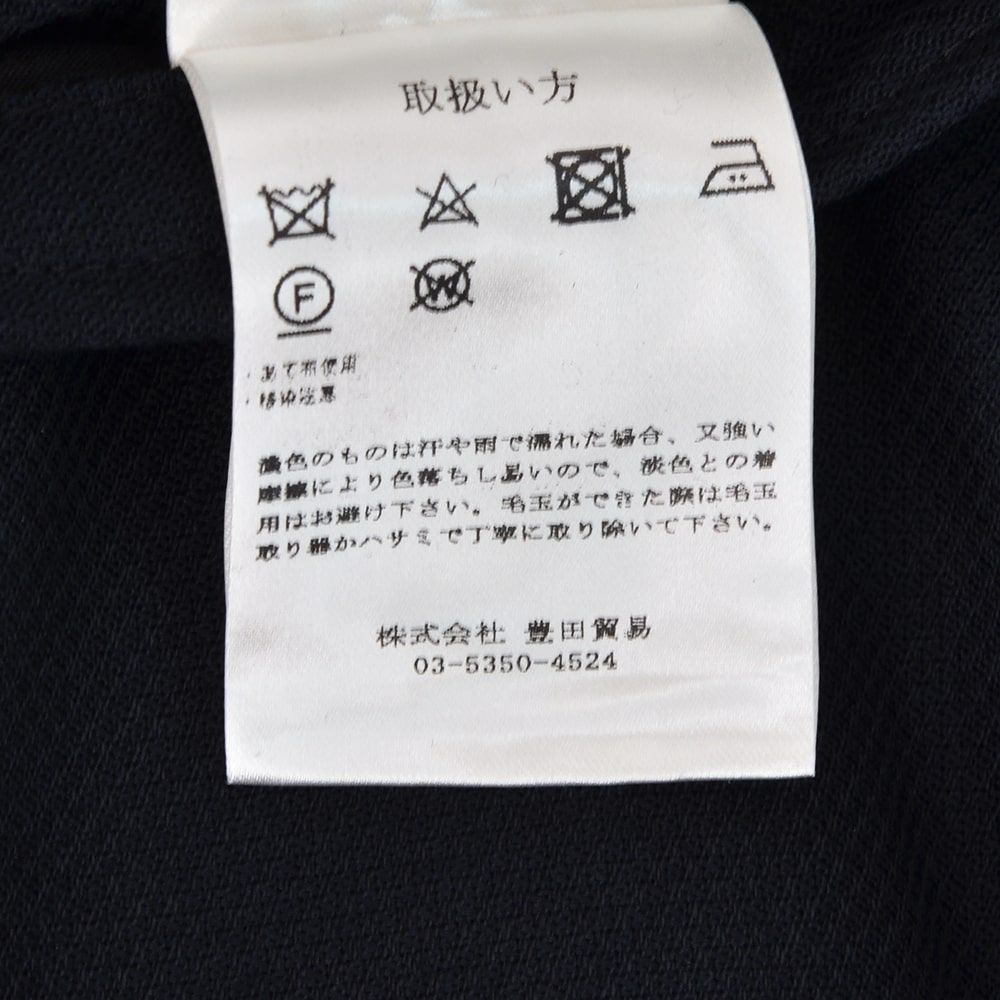 取扱い方
F
W
・あて布使用
・移染注意
濃色のものは汗や雨で濡れた場合、又強い
摩擦により色落ちし易いので、淡色との着
用はお避け下さい。毛玉ができた際は毛玉
取り器かハサミで丁寧に取り除いて下さい。
株式会社 豊田貿易
03-5350-4524